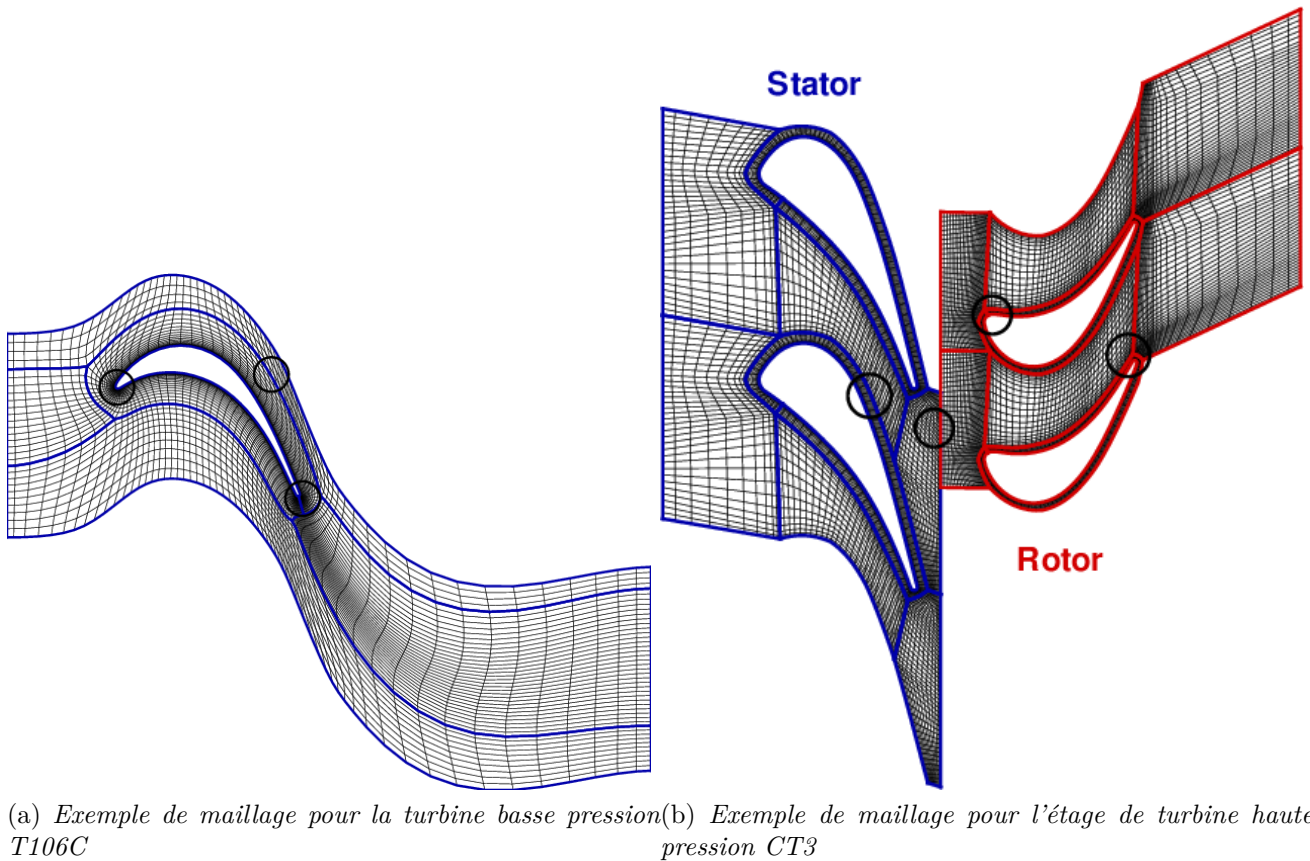 Stator
Rotor
(a) Exemple de maillage pour la turbine basse pression
T106C
(b) Exemple de maillage pour l'étage de turbine haute
pression CT3